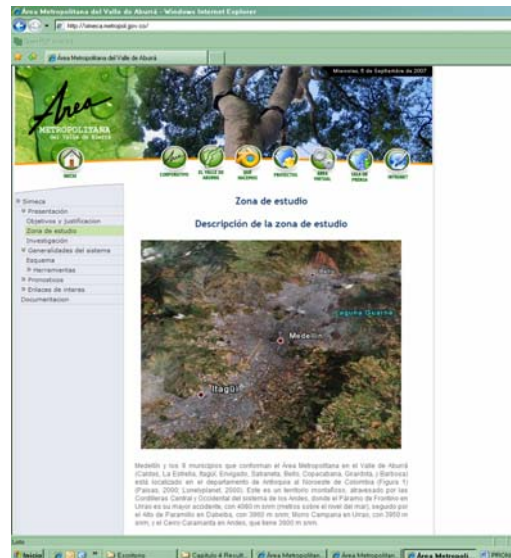 Área Metropolitana del Valle de Aburrá - Windows Internet Explorer
http://simeca.metropol.gov.co/
Área Metropolitana del Valle de Aburrá
de Septiembre de 2007
Área
METROPOLITANA
del Valle de Aburrá
INICIO
CORPORATIVO
EL VALLE DE ABURRÁ
QUÉ HACEMOS
PROYECTOS
ÁREA VIRTUAL
SALA DE PRENSA
INTRANET
Simeca
Presentación
Objetivos y Justificacion
Zona de estudio
Investigación
Generalidades del sistema
Esquema
Herramientas
Pronosticos
Enlaces de interes
Documentacion
Zona de estudio
Descripción de la zona de estudio
Bello
Laguna Guarne
Medellín
Itagüí
Medellín y los 9 municipios que conforman el Área Metropolitana en el Valle de Aburrá
(Caldas, La Estrella, Itagüí, Envigado, Sabaneta, Bello, Copacabana, Girardota, y Barbosa)
está localizado en el departamento de Antioquia al Noroeste de Colombia (Figura 1)
(Paisas, 2000, Lonelyplanet, 2000). Este es un territorio montañoso, atravesado por las
Cordilleras Central y Occidental del sistema de los Andes, donde el Páramo de Frontino en
Urrao es su mayor accidente, con 4080 m snm (metros sobre el nivel del mar), seguido por
el Alto de Paramillo en Dabeiba, con 3960 m snm; Morro Campana en Urrao, con 3950 m
snm; y el Cerro Caramanta en Andes, que tiene 3900 m snm.
Listo
Inicio
Escritorio
Capitulo 4 Result...
Área Metropolitan...
Área Metropolitan...
Área Metropoli...